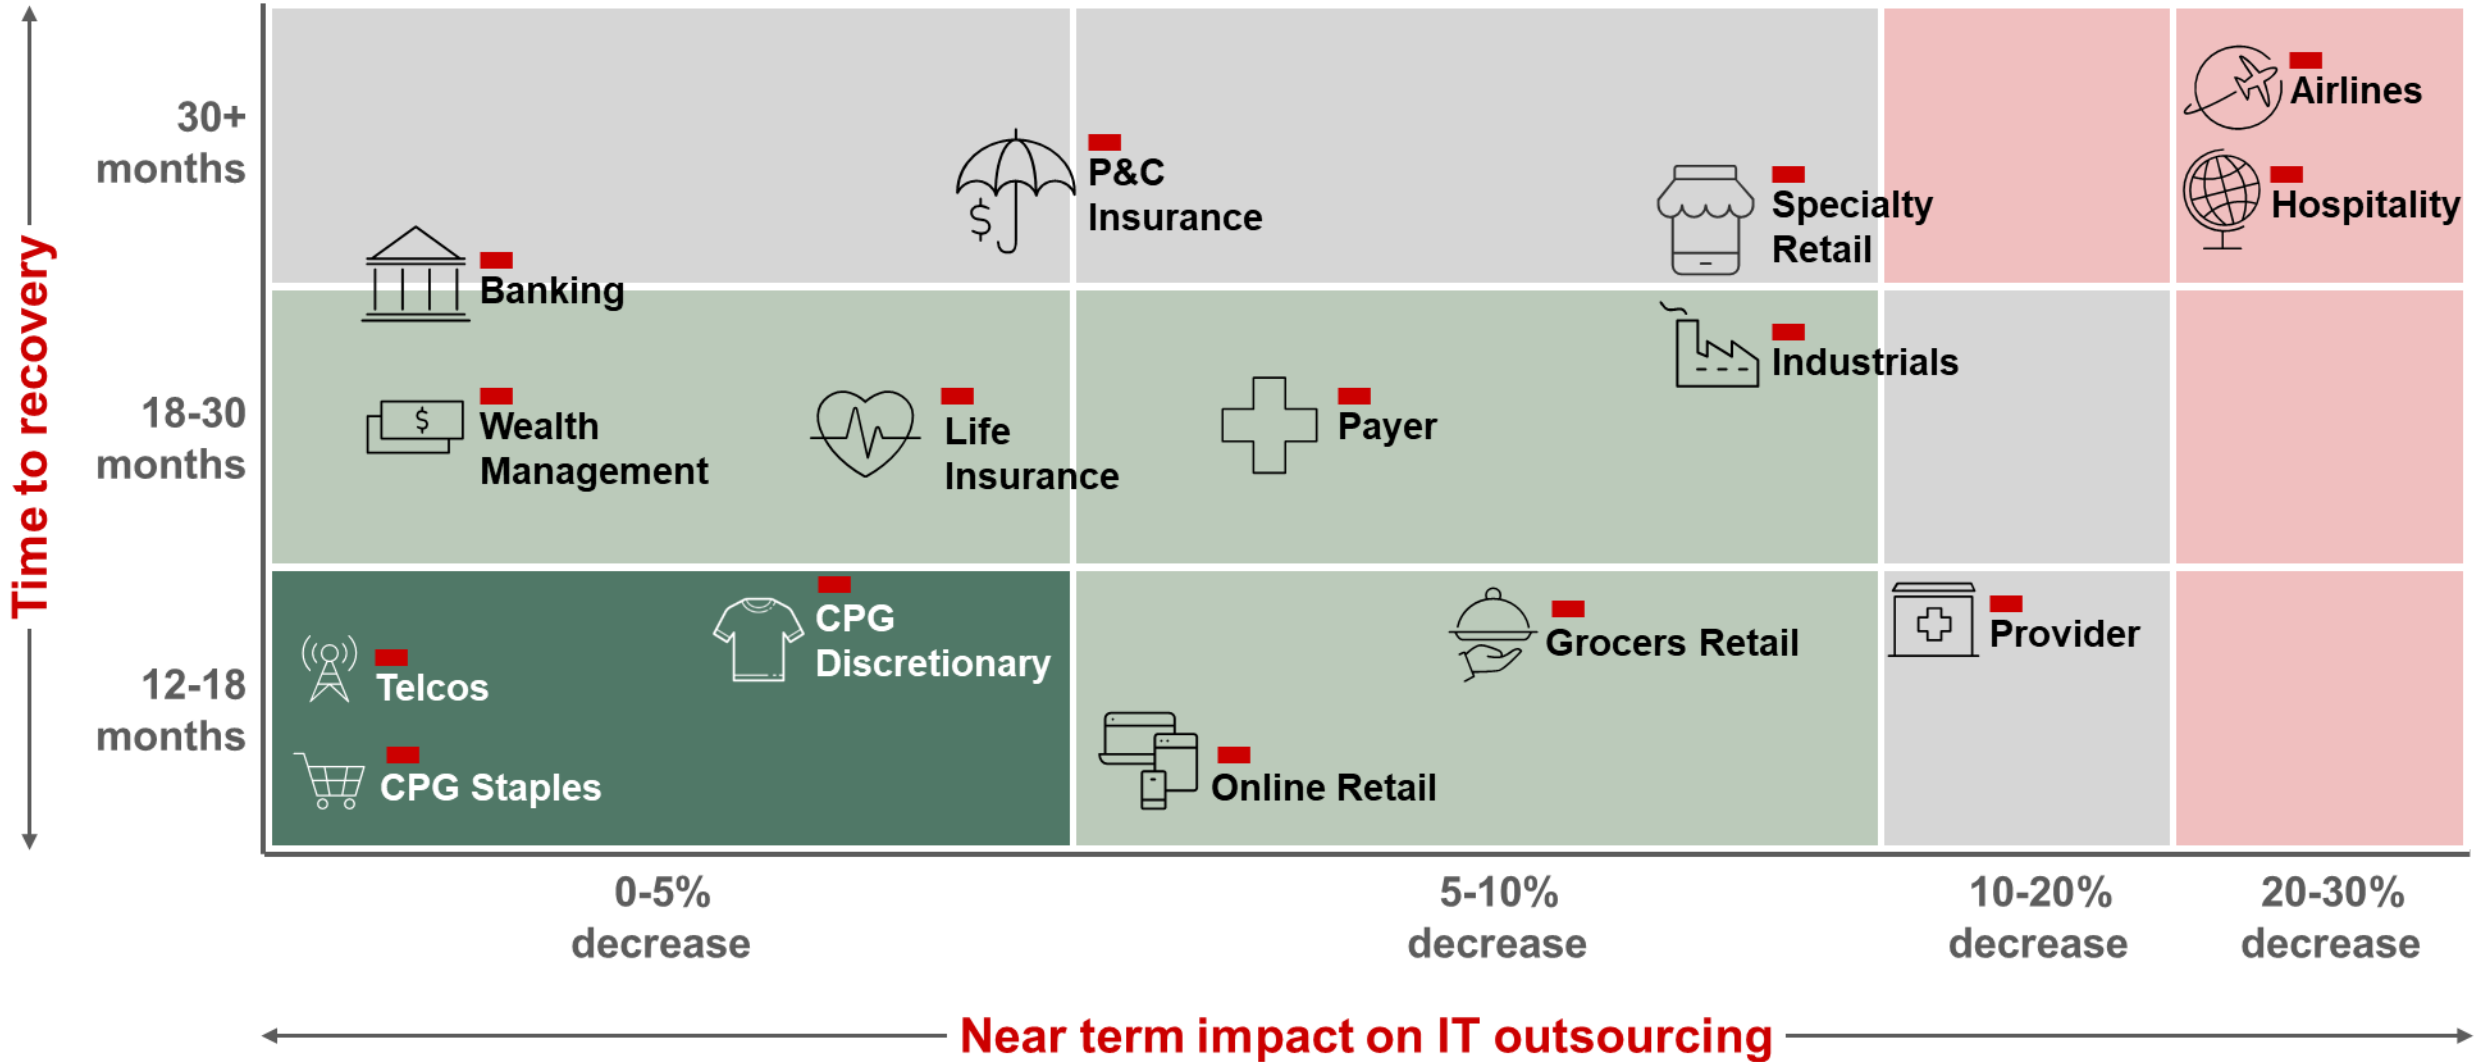 Time to recovery
30+
months
18-30
months
12-18
months
Airlines
Hospitality
P&C
Insurance
Specialty
Retail
Banking
Industrials
Wealth
Management
Life
Insurance
Payer
CPG
Discretionary
Telcos
CPG Staples
Grocers Retail
Online Retail
Provider
$
$
0-5%
decrease
5-10%
decrease
10-20%
decrease
20-30%
decrease
Near term impact on IT outsourcing